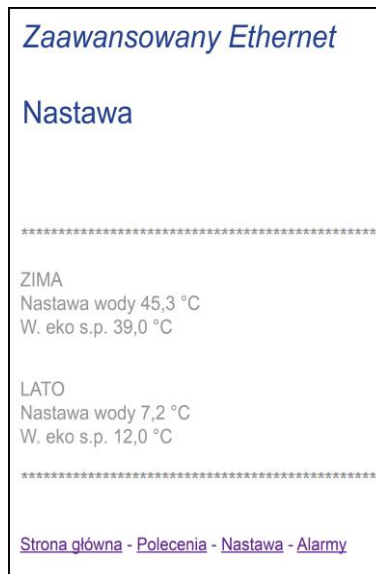 Zaawansowany Ethernet
Nastawa
************************************************
ZIMA
Nastawa wody 45,3 °C
W. eko s.p. 39,0 °C
LATO
Nastawa wody 7,2 °C
W. eko s.p. 12,0 °C
************************************************
Strona główna - Polecenia - Nastawa - Alarmy